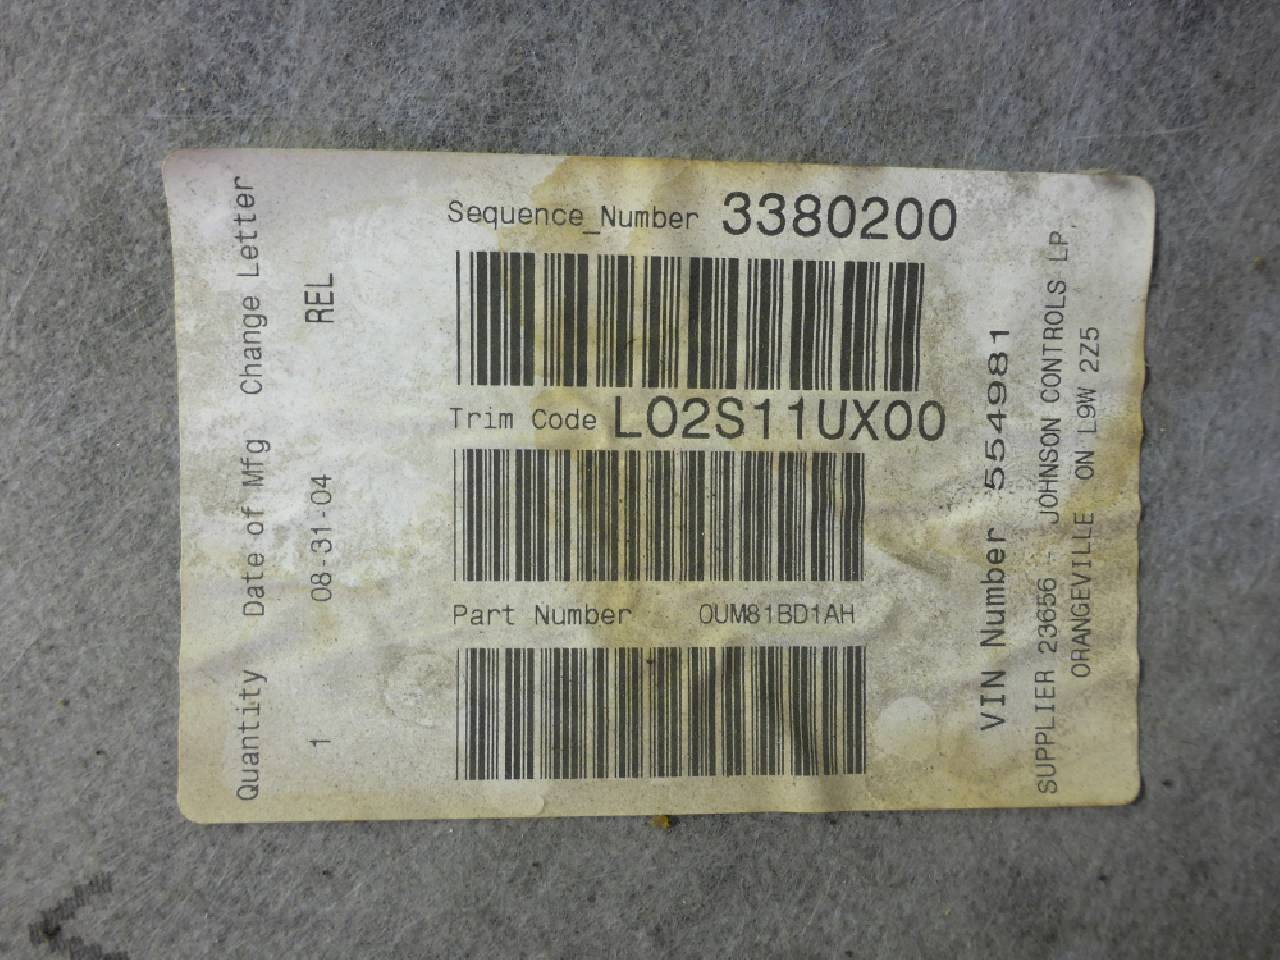 Sequence_Number 3380200
Trim Code L02S11UX00
Part Number 0UM81BD1AH
Quantity Date of Mfg Change Letter
1 08-31-04 REL
VIN Number 554981
SUPPLIER 23656 - JOHNSON CONTROLS LP,
ORANGEVILLE ON L9W 2Z5